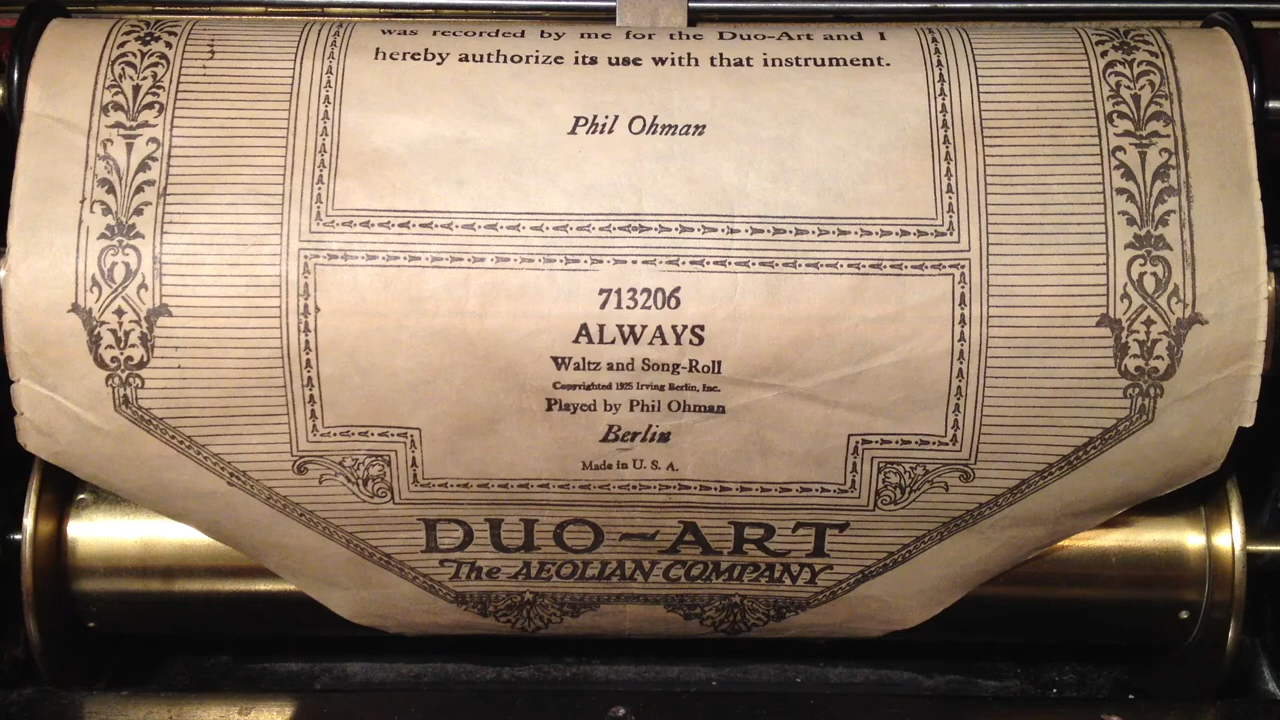 was recorded by me for the Duo-Art and I
hereby authorize its use with that instrument.
Phil Ohman
713206
ALWAYS
Waltz and Song-Roll
Copyrighted 1925 Irving Berlin, Inc.
Played by Phil Ohman
Berlin
Made in U. S. A.
DUO-ART
The AEOLIAN COMPANY